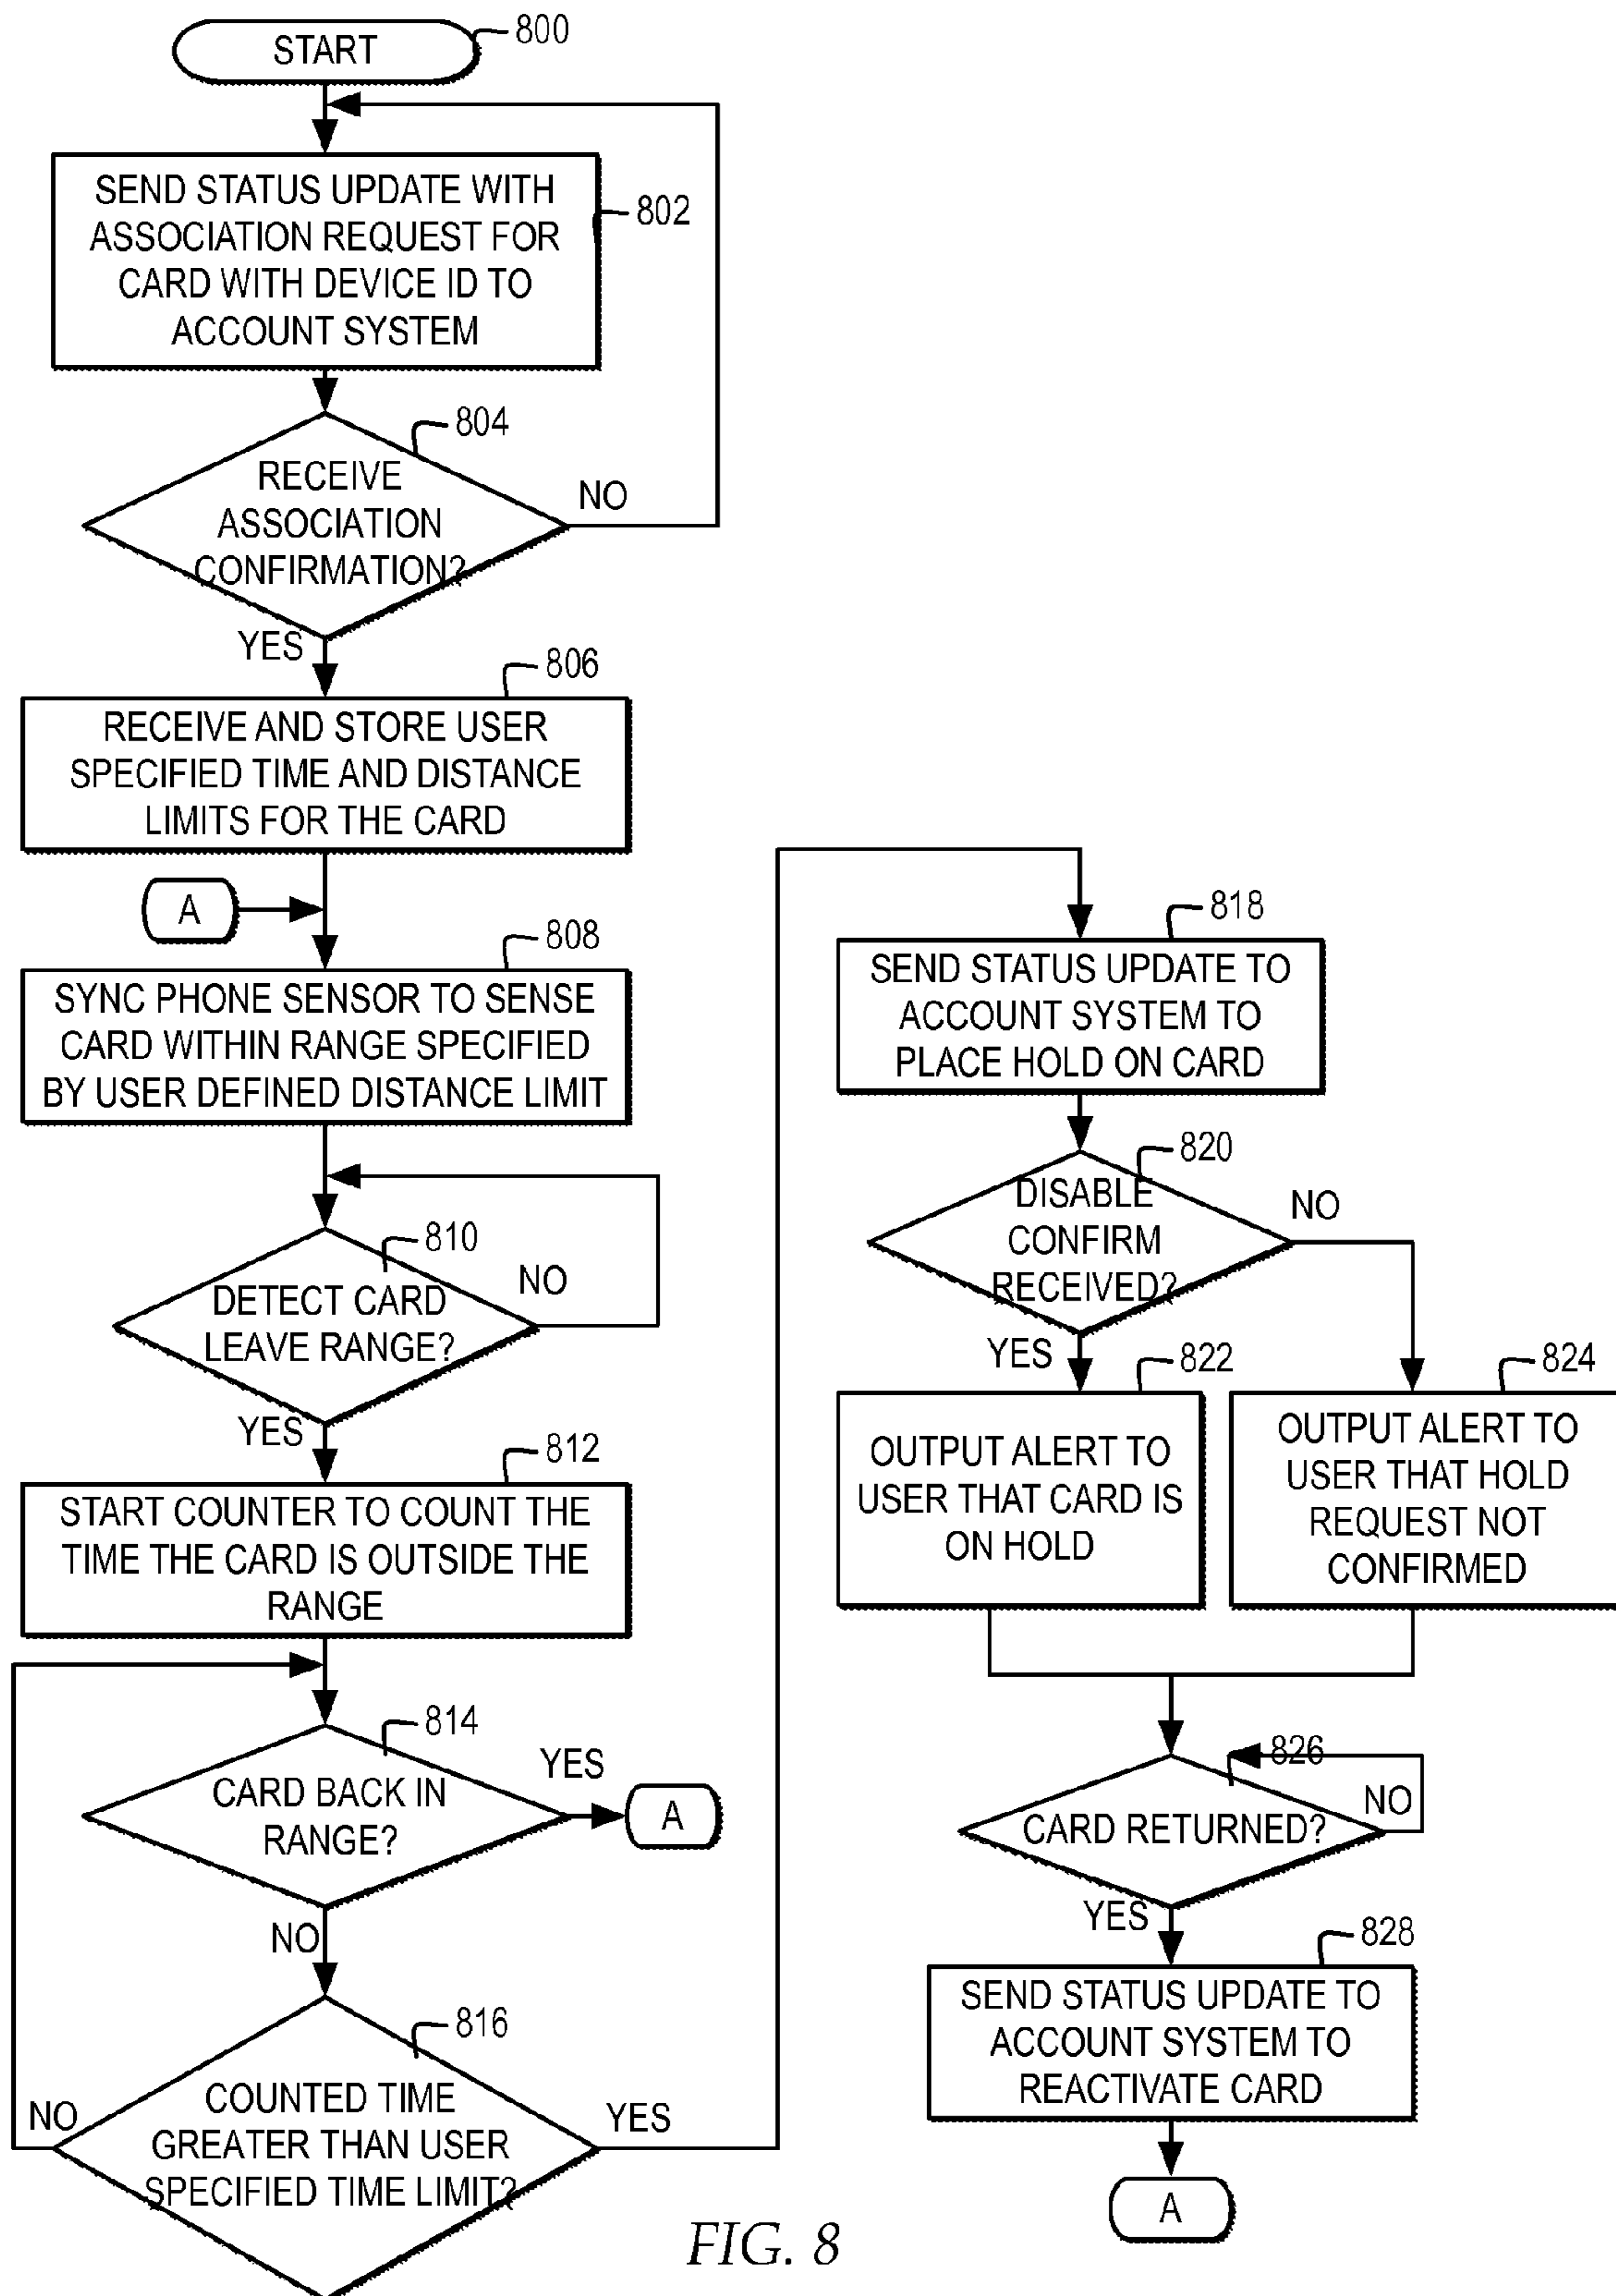 START
800
SEND STATUS UPDATE WITH
ASSOCIATION REQUEST FOR
CARD WITH DEVICE ID TO
ACCOUNT SYSTEM
802
804
RECEIVE
ASSOCIATION
CONFIRMATION?
NO
YES
806
RECEIVE AND STORE USER
SPECIFIED TIME AND DISTANCE
LIMITS FOR THE CARD
A
808
SYNC PHONE SENSOR TO SENSE
CARD WITHIN RANGE SPECIFIED
BY USER DEFINED DISTANCE LIMIT
810
DETECT CARD
LEAVE RANGE?
NO
YES
812
START COUNTER TO COUNT THE
TIME THE CARD IS OUTSIDE THE
RANGE
814
CARD BACK IN
RANGE?
YES
A
NO
816
COUNTED TIME
GREATER THAN USER
SPECIFIED TIME LIMIT?
NO
YES
818
SEND STATUS UPDATE TO
ACCOUNT SYSTEM TO
PLACE HOLD ON CARD
820
DISABLE
CONFIRM
RECEIVED?
NO
YES
822
OUTPUT ALERT TO
USER THAT CARD IS
ON HOLD
824
OUTPUT ALERT TO
USER THAT HOLD
REQUEST NOT
CONFIRMED
826
CARD RETURNED?
NO
YES
828
SEND STATUS UPDATE TO
ACCOUNT SYSTEM TO
REACTIVATE CARD
A
FIG. 8